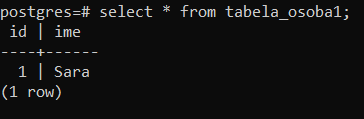 postgres=# select * from tabela_osoba1;
 id | ime
----+------
  1 | Sara
(1 row)